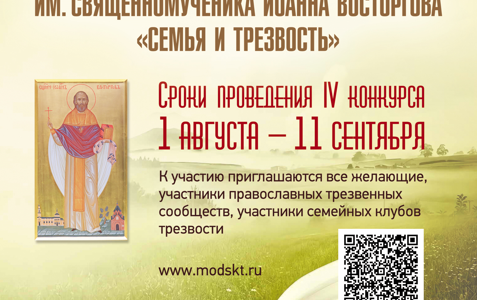 ИМ. СВЯЩЕННОМУЧЕНИКА ИОАННА ВОСТОРГОВА
«СЕМЬЯ И ТРЕЗВОСТЬ»
Сроки проведения IV конкурса
1 августа – 11 сентября
К участию приглашаются все желающие,
участники православных трезвенных
сообществ, участники семейных клубов
трезвости
www.modskt.ru